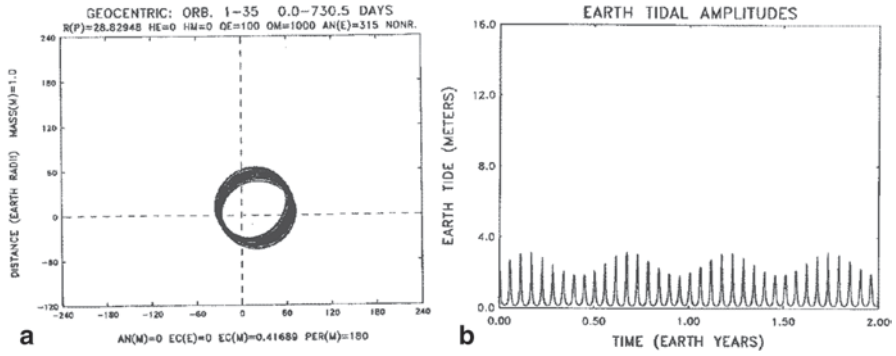 GEOCENTRIC: ORB. 1-35 0.0-730.5 DAYS
R(P)=28.82948 HE=0 HM=0 QE=100 QM=1000 AN(E)=315 NONR.
DISTANCE (EARTH RADII) MASS(M)=1.0
240
180
120
60
0
-60
-120
-240
-180
-120
-60
0
60
120
180
240
AN(M)=0 EC(E)=0 EC(M)=0.41689 PER(M)=180
a
EARTH TIDAL AMPLITUDES
EARTH TIDE (METERS)
16.0
12.0
8.0
4.0
0.0
0.00
0.50
1.00
1.50
2.00
TIME (EARTH YEARS)
b